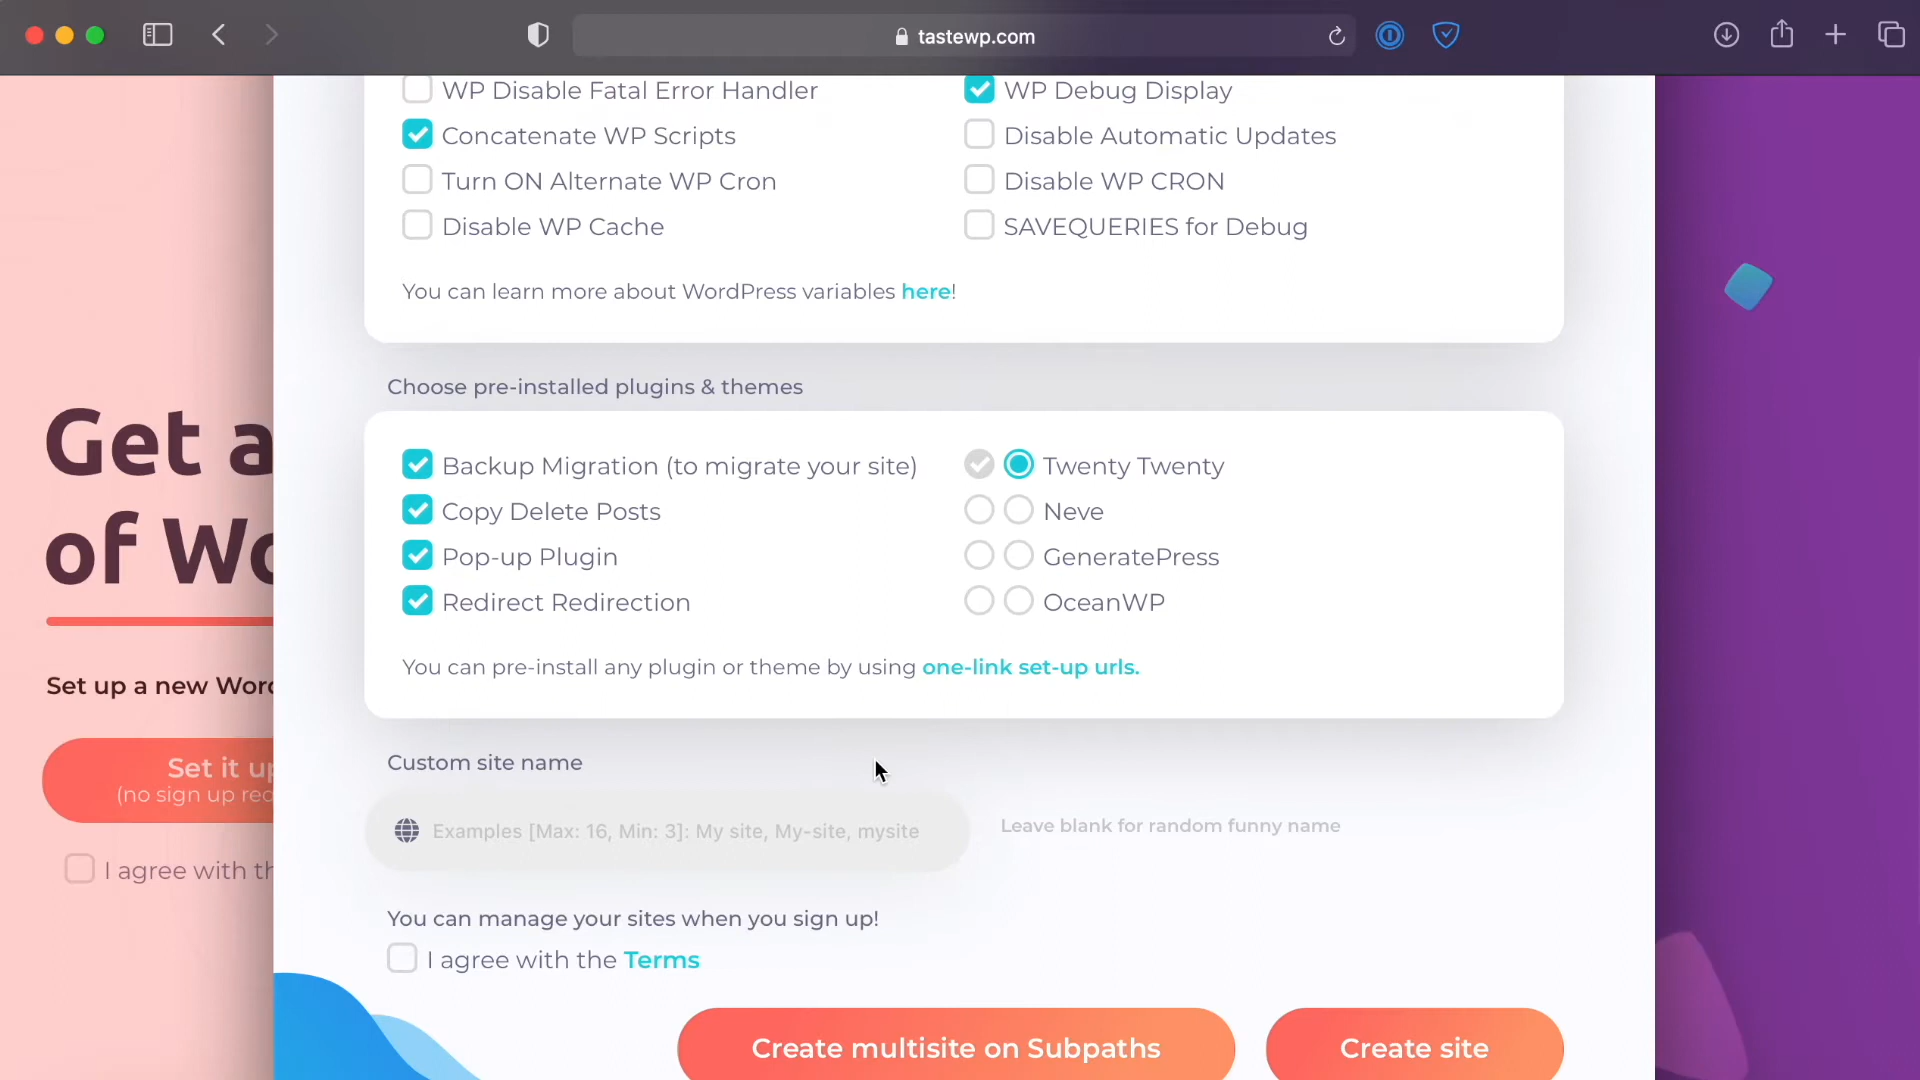 tastewp.com
WP Disable Fatal Error Handler
WP Debug Display
Concatenate WP Scripts
Disable Automatic Updates
Turn ON Alternate WP Cron
Disable WP CRON
Disable WP Cache
SAVEQUERIES for Debug
You can learn more about WordPress variables here!
Choose pre-installed plugins & themes
Backup Migration (to migrate your site)
Twenty Twenty
Copy Delete Posts
Neve
Pop-up Plugin
GeneratePress
Redirect Redirection
OceanWP
You can pre-install any plugin or theme by using one-link set-up urls.
Custom site name
Examples [Max: 16, Min: 3]: My site, My-site, mysite
Leave blank for random funny name
You can manage your sites when you sign up!
I agree with the Terms
Create multisite on Subpaths
Create site
Get a
of Wo
Set up a new Word
Set it up
(no sign up req
I agree with th